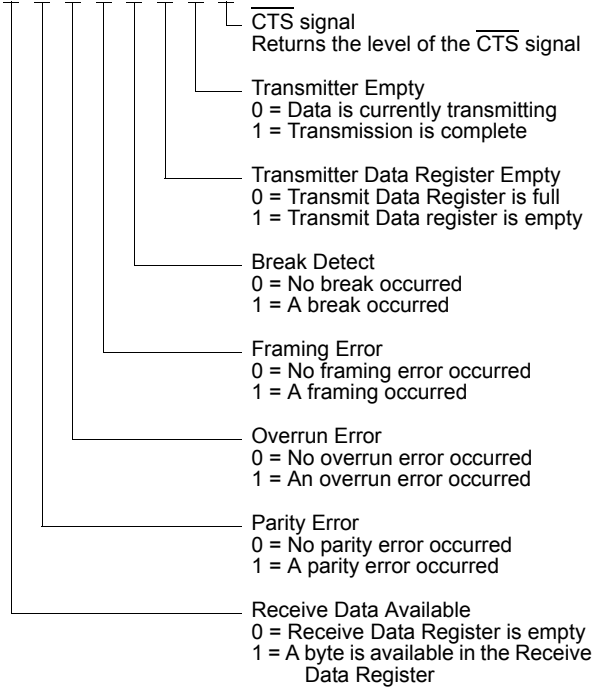 CTS signal
Returns the level of the CTS signal
Transmitter Empty
0 = Data is currently transmitting
1 = Transmission is complete
Transmitter Data Register Empty
0 = Transmit Data Register is full
1 = Transmit Data register is empty
Break Detect
0 = No break occurred
1 = A break occurred
Framing Error
0 = No framing error occurred
1 = A framing occurred
Overrun Error
0 = No overrun error occurred
1 = An overrun error occurred
Parity Error
0 = No parity error occurred
1 = A parity error occurred
Receive Data Available
0 = Receive Data Register is empty
1 = A byte is available in the Receive
Data Register